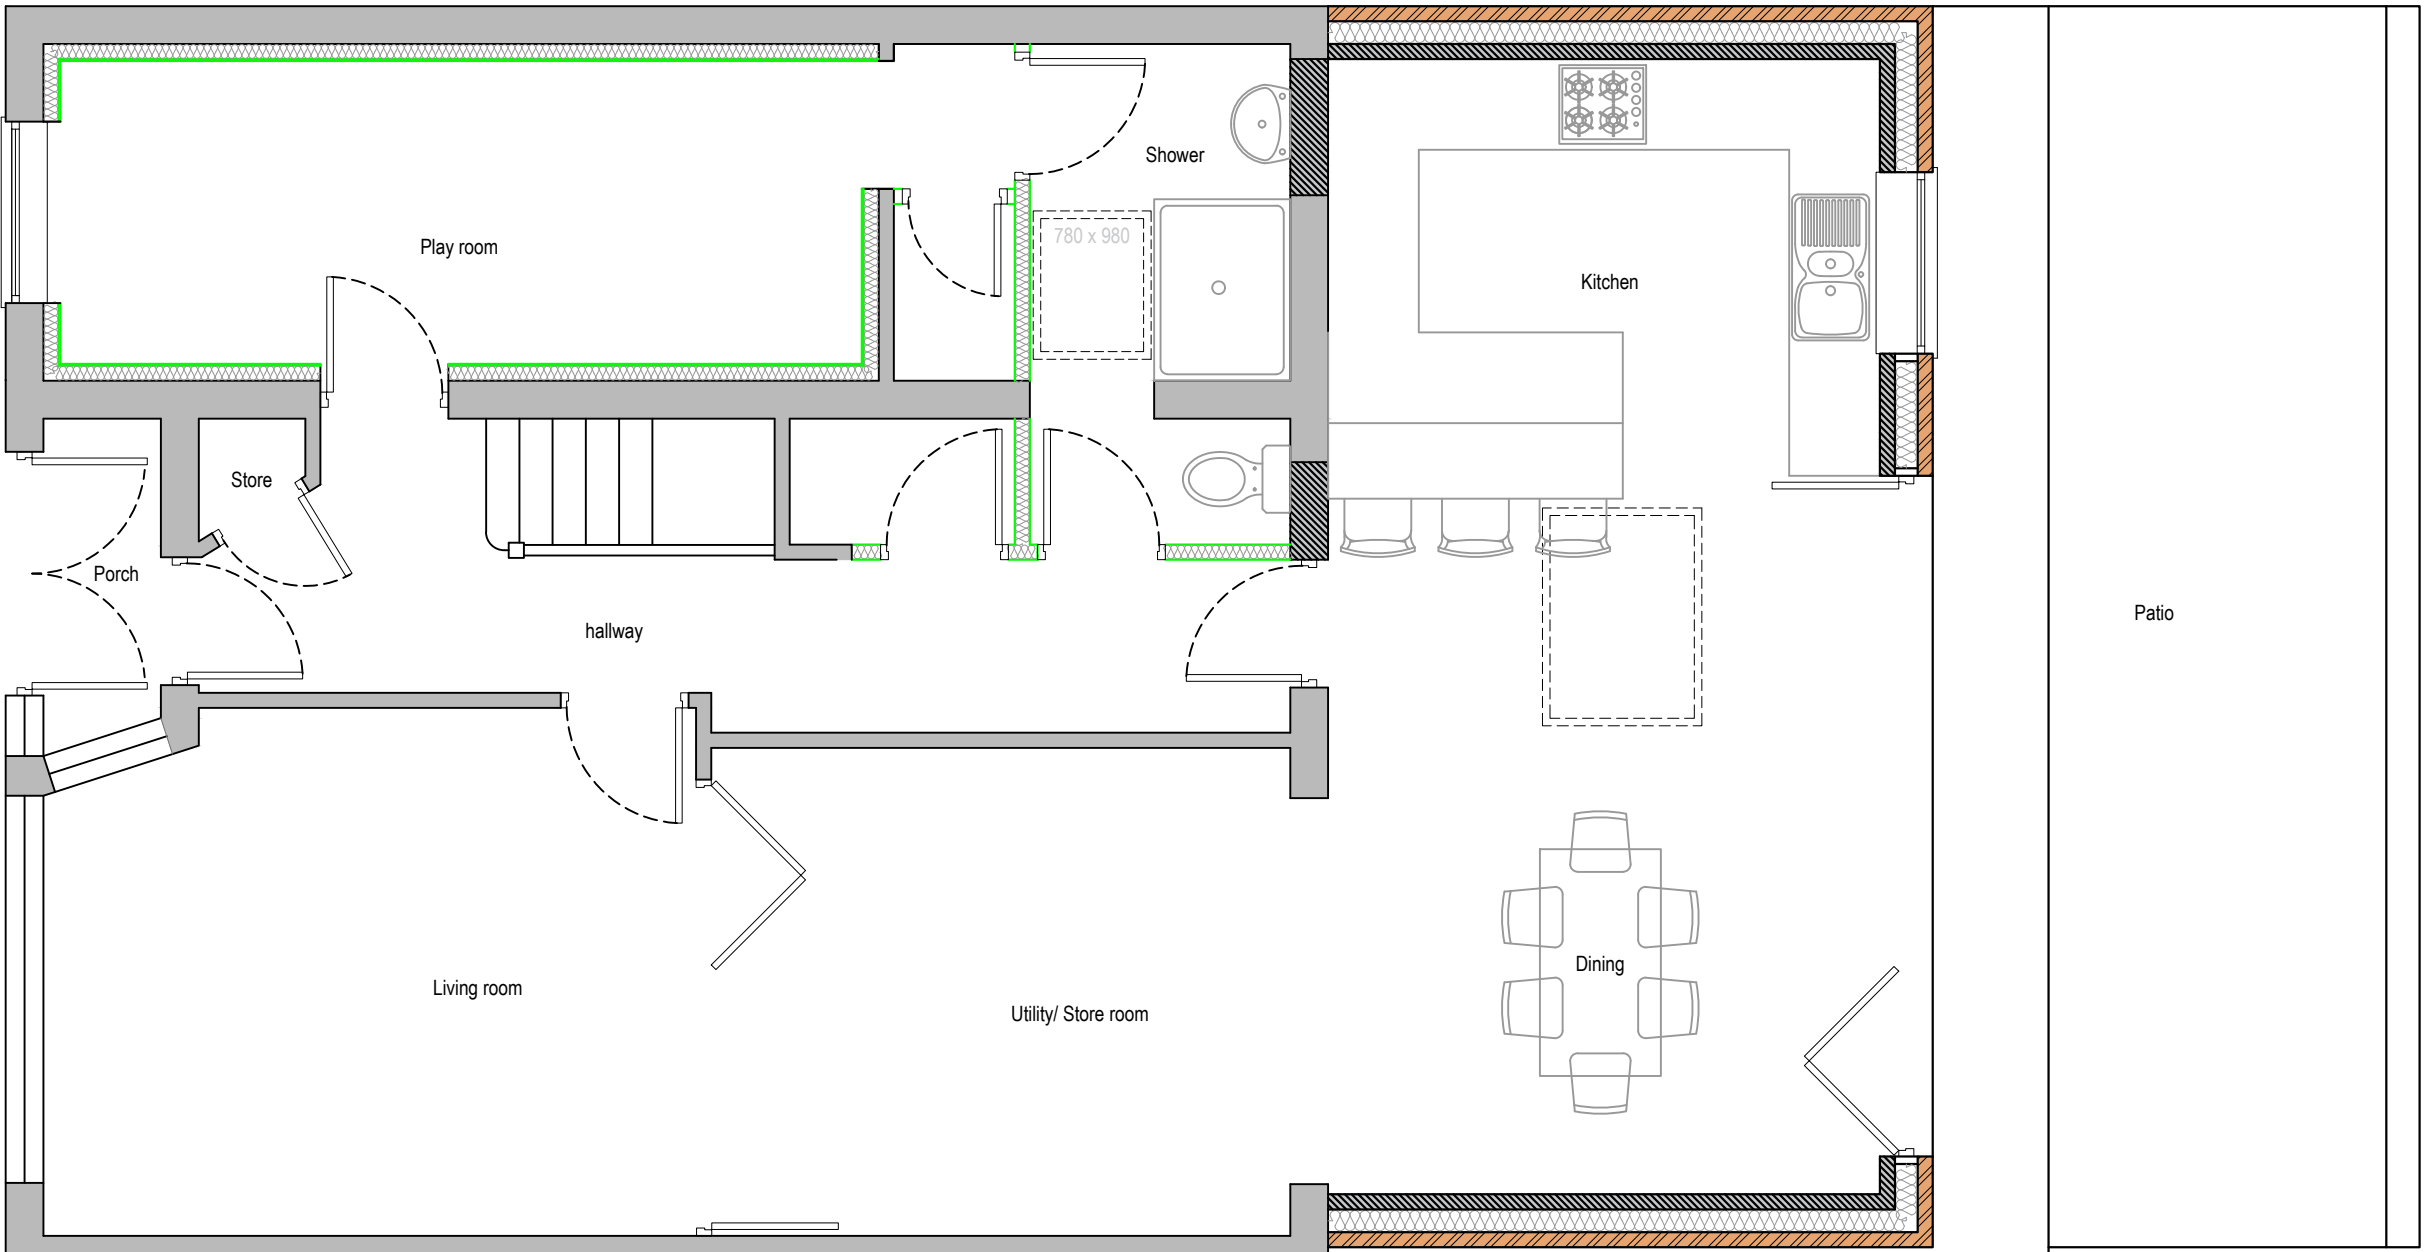 Shower
780 x 980
Play room
Kitchen
Store
Porch
hallway
Patio
Dining
Living room
Utility/ Store room